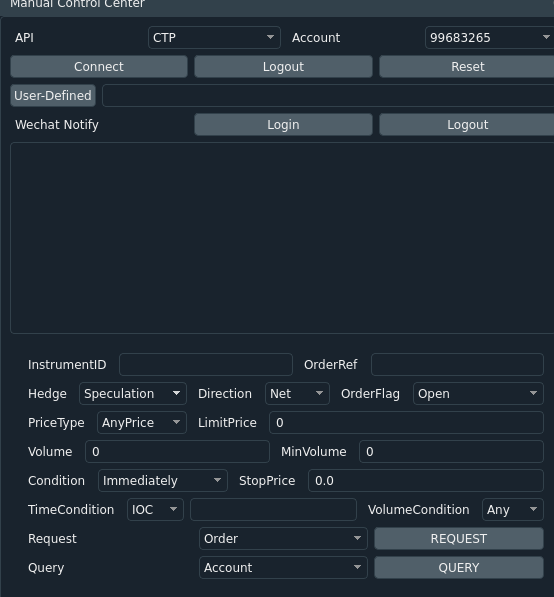 Manual Control Center
API CTP Account 99683265
Connect Logout Reset
User-Defined
Wechat Notify Login Logout
InstrumentID OrderRef
Hedge Speculation Direction Net OrderFlag Open
PriceType AnyPrice LimitPrice 0
Volume 0 MinVolume 0
Condition Immediately StopPrice 0.0
TimeCondition IOC VolumeCondition Any
Request Order REQUEST
Query Account QUERY